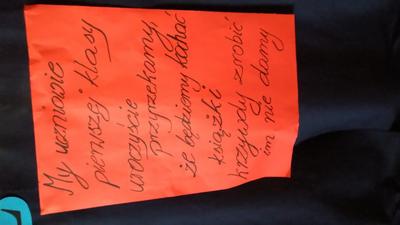 My uczniowie
pierwszej klasy
uroczyście
przyrzekamy,
że będziemy kochać
książki
krzywdy zrobić
im nie damy